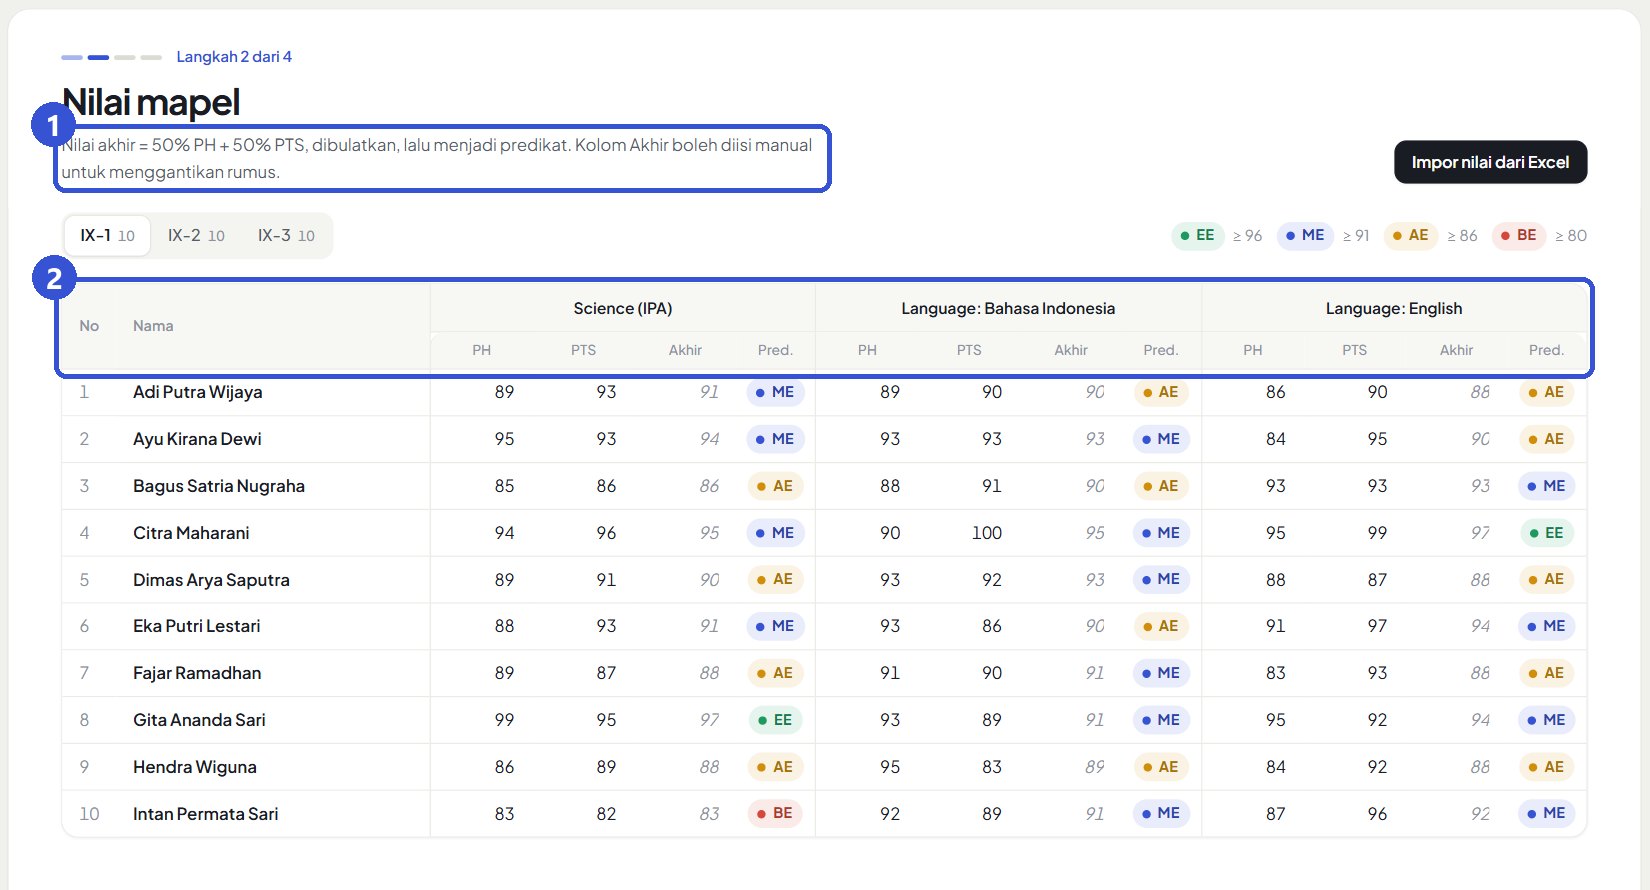 Langkah 2 dari 4
Nilai mapel
1
Nilai akhir = 50% PH + 50% PTS, dibulatkan, lalu menjadi predikat. Kolom Akhir boleh diisi manual
untuk menggantikan rumus.
Impor nilai dari Excel
IX-1 10 IX-2 10 IX-3 10
EE ≥ 96 ME ≥ 91 AE ≥ 86 BE ≥ 80
2
No Nama Science (IPA) Language: Bahasa Indonesia Language: English
PH PTS Akhir Pred. PH PTS Akhir Pred. PH PTS Akhir Pred.
1 Adi Putra Wijaya 89 93 91 ME 89 90 90 AE 86 90 88 AE
2 Ayu Kirana Dewi 95 93 94 ME 93 93 93 ME 84 95 90 AE
3 Bagus Satria Nugraha 85 86 86 AE 88 91 90 AE 93 93 93 ME
4 Citra Maharani 94 96 95 ME 90 100 95 ME 95 99 97 EE
5 Dimas Arya Saputra 89 91 90 AE 93 92 93 ME 88 87 88 AE
6 Eka Putri Lestari 88 93 91 ME 93 86 90 AE 91 97 94 ME
7 Fajar Ramadhan 89 87 88 AE 91 90 91 ME 83 93 88 AE
8 Gita Ananda Sari 99 95 97 EE 93 89 91 ME 95 92 94 ME
9 Hendra Wiguna 86 89 88 AE 95 83 89 AE 84 92 88 AE
10 Intan Permata Sari 83 82 83 BE 92 89 91 ME 87 96 92 ME